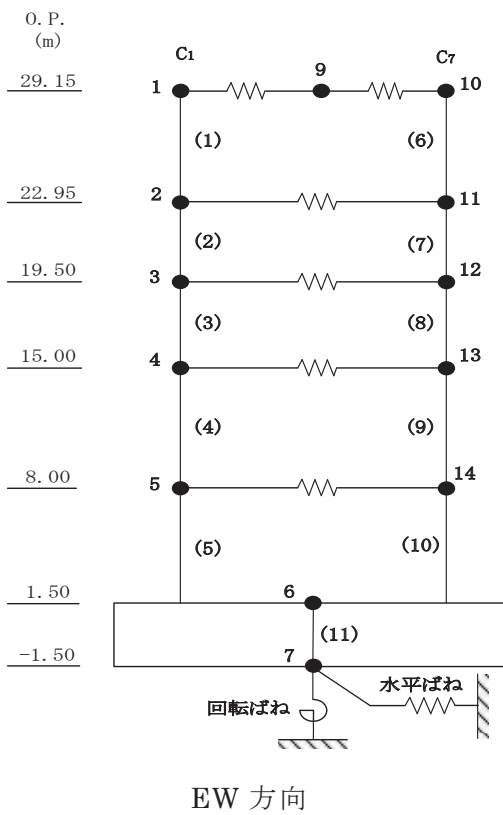 O.P.
(m)
C1 C7
29.15 1 9 10
(1) (6)
22.95 2 11
(2) (7)
19.50 3 12
(3) (8)
15.00 4 13
(4) (9)
8.00 5 14
(5) (10)
1.50 6
(11)
-1.50 7
水平ばね
回転ばね
EW 方向